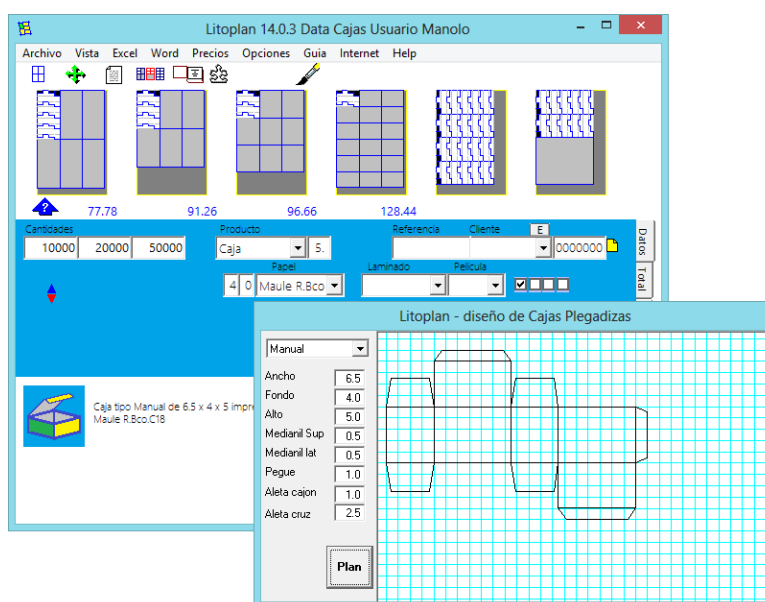 Litoplan 14.0.3 Data Cajas Usuario Manolo
Archivo Vista Excel Word Precios Opciones Guia Internet Help
?
77.78 91.26 96.66 128.44
Cantidades Producto Referencia Cliente E
10000 20000 50000 Caja 5. 0000000
Papel Laminado Pelicula
4 0 Maule R.Bco
Datos
Total
Caja tipo Manual de 6.5 x 4 x 5 impre
Maule R.Bco.C18
Litoplan - diseño de Cajas Plegadizas
Manual
Ancho 6.5
Fondo 4.0
Alto 5.0
Medianil Sup 0.5
Medianil lat 0.5
Pegue 1.0
Aleta cajon 1.0
Aleta cruz 2.5
Plan